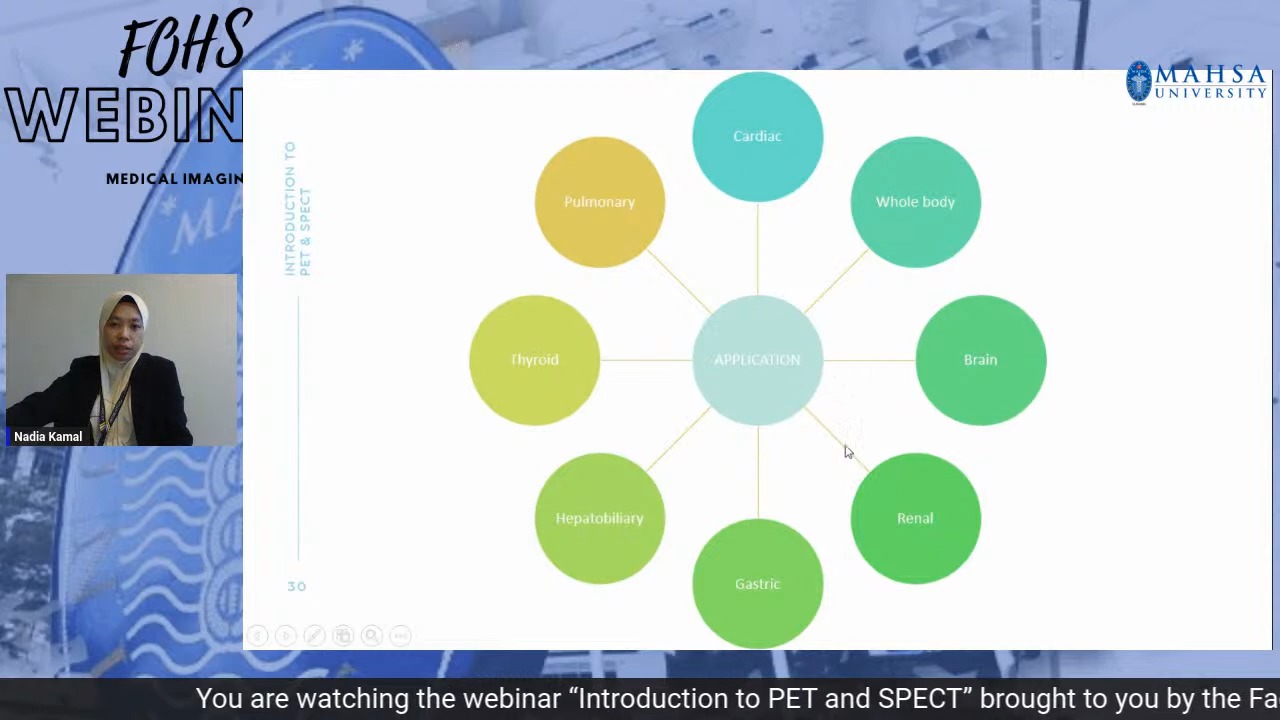 FOHS
WEBIN
MEDICAL IMAGIN
MAHSA
UNIVERSITY
INTRODUCTION TO
PET & SPECT
Cardiac
Pulmonary
Whole body
Thyroid
APPLICATION
Brain
Hepatobiliary
Renal
Gastric
30
Nadia Kamal
You are watching the webinar “Introduction to PET and SPECT” brought to you by the Fa